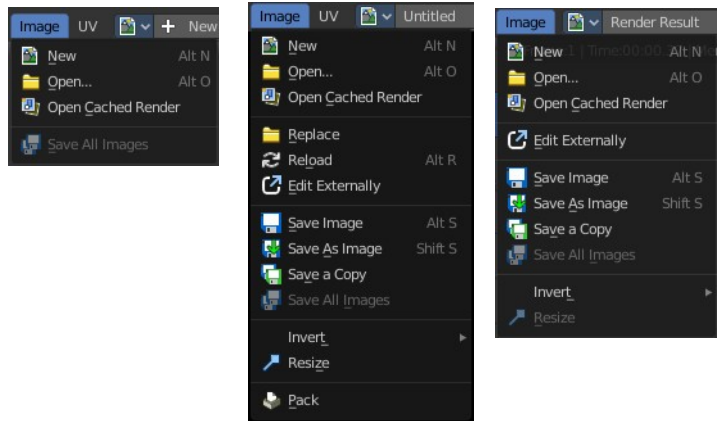 Image UV New
New Alt N
Open... Alt O
Open Cached Render
Save All Images
Image UV Untitled
New Alt N
Open... Alt O
Open Cached Render
Replace
Reload Alt R
Edit Externally
Save Image Alt S
Save As Image Shift S
Save a Copy
Save All Images
Invert
Resize
Pack
Image Render Result
New Alt N
Open... Alt O
Open Cached Render
Edit Externally
Save Image Alt S
Save As Image Shift S
Save a Copy
Save All Images
Invert
Resize